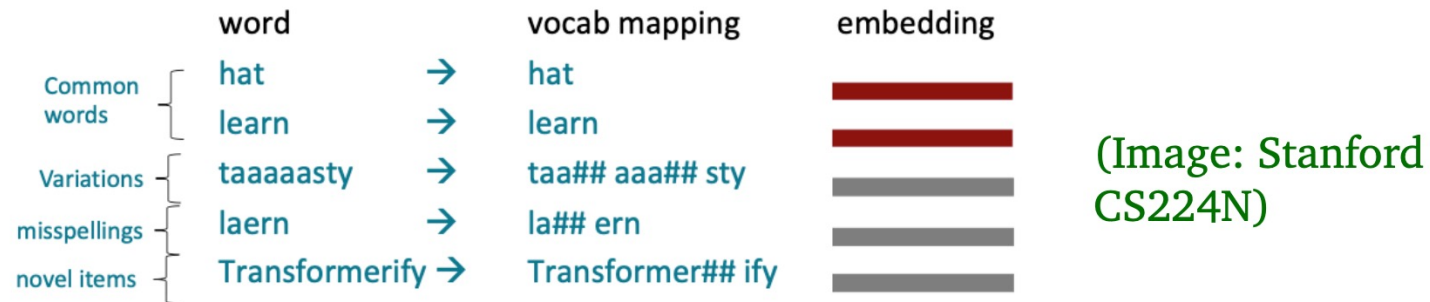 word vocab mapping embedding
Common
words
hat → hat
learn → learn
Variations taaaaasty → taa## aaa## sty
misspellings laern → la## ern
novel items Transformerify → Transformer## ify
(Image: Stanford
CS224N)